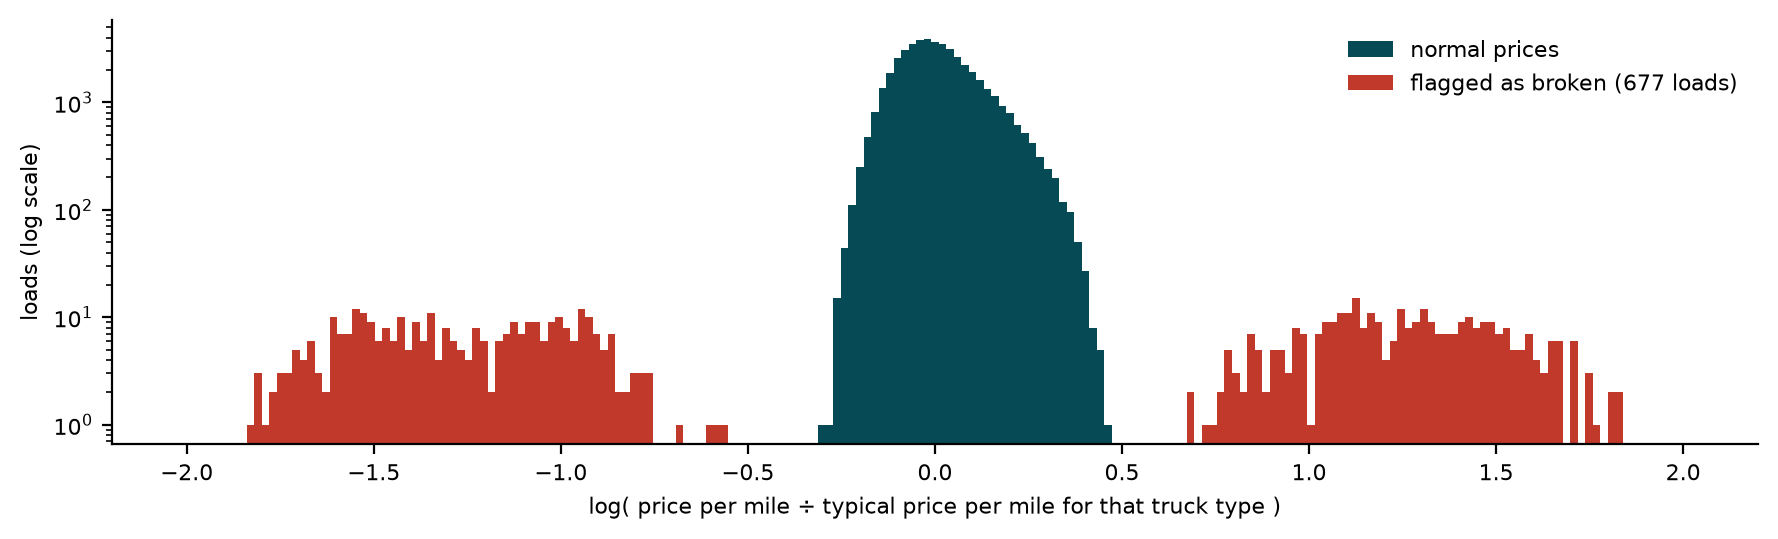 normal prices
flagged as broken (677 loads)
loads (log scale)
10³
10²
10¹
10⁰
−2.0 −1.5 −1.0 −0.5 0.0 0.5 1.0 1.5 2.0
log( price per mile ÷ typical price per mile for that truck type )